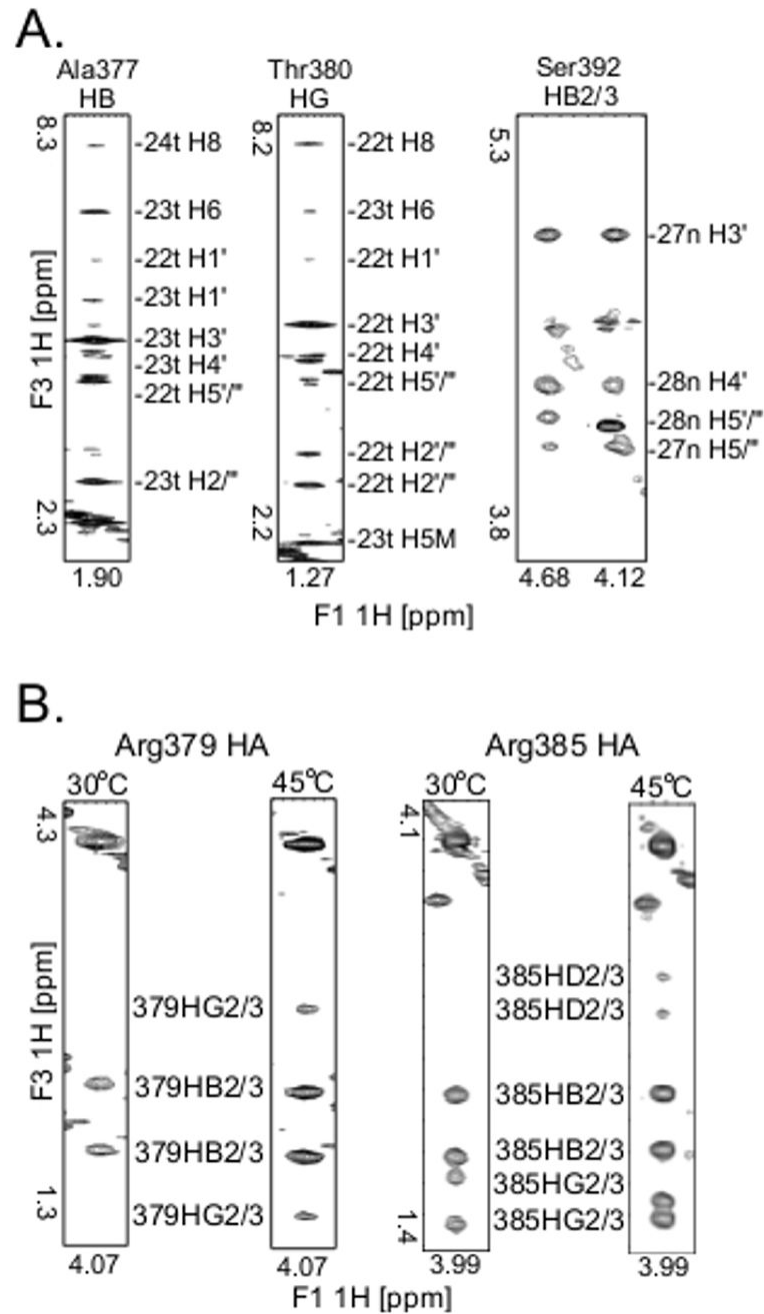 A.
Ala377
HB
Thr380
HG
Ser392
HB2/3
8.3
2.3
F3 1H [ppm]
-24t H8
-23t H6
-22t H1'
-23t H1'
-23t H3'
-23t H4'
-22t H5'/"
-23t H2/"
1.90
8.2
2.2
-22t H8
-23t H6
-22t H1'
-22t H3'
-22t H4'
-22t H5'/"
-22t H2'/"
-22t H2'/"
-23t H5M
1.27
5.3
3.8
-27n H3'
-28n H4'
-28n H5'/"
-27n H5/"
4.68 4.12
F1 1H [ppm]
B.
Arg379 HA
Arg385 HA
30°C
45°C
30°C
45°C
4.3
1.3
F3 1H [ppm]
379HG2/3
379HB2/3
379HB2/3
379HG2/3
4.07
4.07
4.1
1.4
385HD2/3
385HD2/3
385HB2/3
385HB2/3
385HG2/3
385HG2/3
3.99
3.99
F1 1H [ppm]